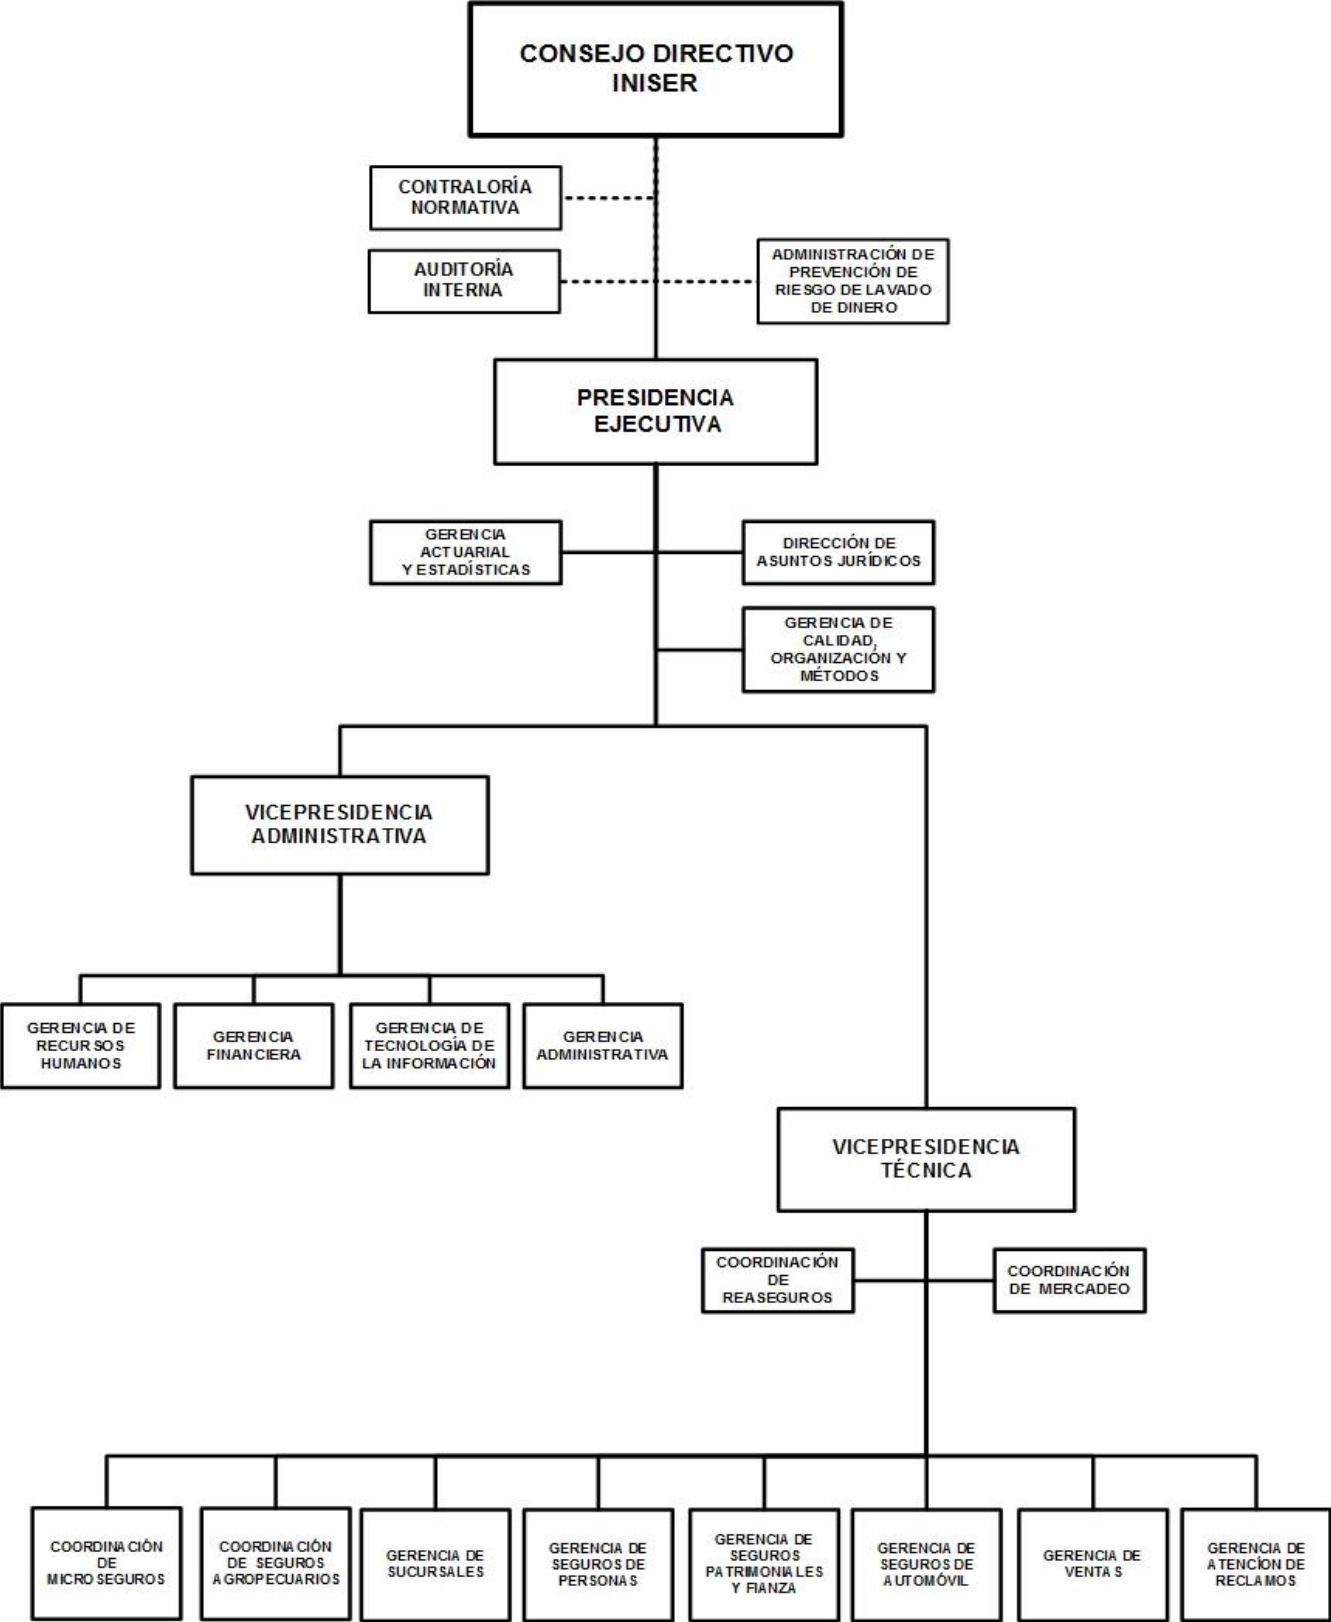 CONSEJO DIRECTIVO
INISER
CONTRALORÍA
NORMATIVA
AUDITORÍA
INTERNA
ADMINISTRACIÓN DE
PREVENCIÓN DE
RIESGO DE LAVADO
DE DINERO
PRESIDENCIA
EJECUTIVA
GERENCIA
ACTUARIAL
Y ESTADÍSTICAS
DIRECCIÓN DE
ASUNTOS JURÍDICOS
GERENCIA DE
CALIDAD,
ORGANIZACIÓN Y
MÉTODOS
VICEPRESIDENCIA
ADMINISTRATIVA
GERENCIA DE
RECURSOS
HUMANOS
GERENCIA
FINANCIERA
GERENCIA DE
TECNOLOGÍA DE
LA INFORMACIÓN
GERENCIA
ADMINISTRATIVA
VICEPRESIDENCIA
TÉCNICA
COORDINACIÓN
DE
REASEGUROS
COORDINACIÓN
DE MERCADEO
COORDINACIÓN
DE
MICROSEGUROS
COORDINACIÓN
DE SEGUROS
AGROPECUARIOS
GERENCIA DE
SUCURSALES
GERENCIA DE
SEGUROS DE
PERSONAS
GERENCIA DE
SEGUROS
PATRIMONIALES
Y FIANZA
GERENCIA DE
SEGUROS DE
AUTOMÓVIL
GERENCIA DE
VENTAS
GERENCIA DE
ATENCÍON DE
RECLAMOS